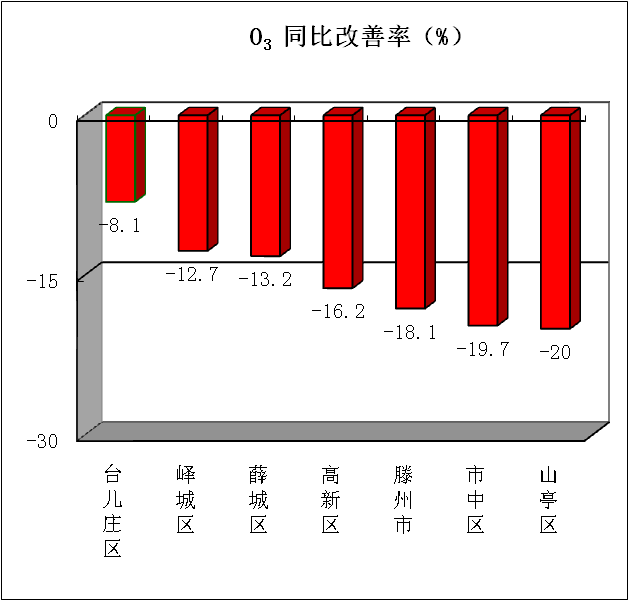 O₃ 同比改善率（%）
0
-15
-30
-8.1
-12.7
-13.2
-16.2
-18.1
-19.7
-20
台儿庄区
峄城区
薛城区
高新区
滕州市
市中区
山亭区